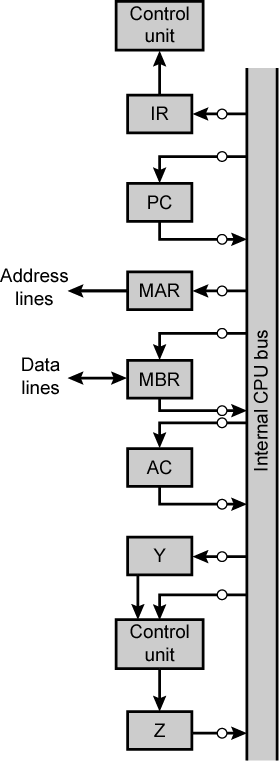 Control
unit
IR
PC
Address
lines
MAR
Data
lines
MBR
AC
Y
Control
unit
Z
Internal CPU bus